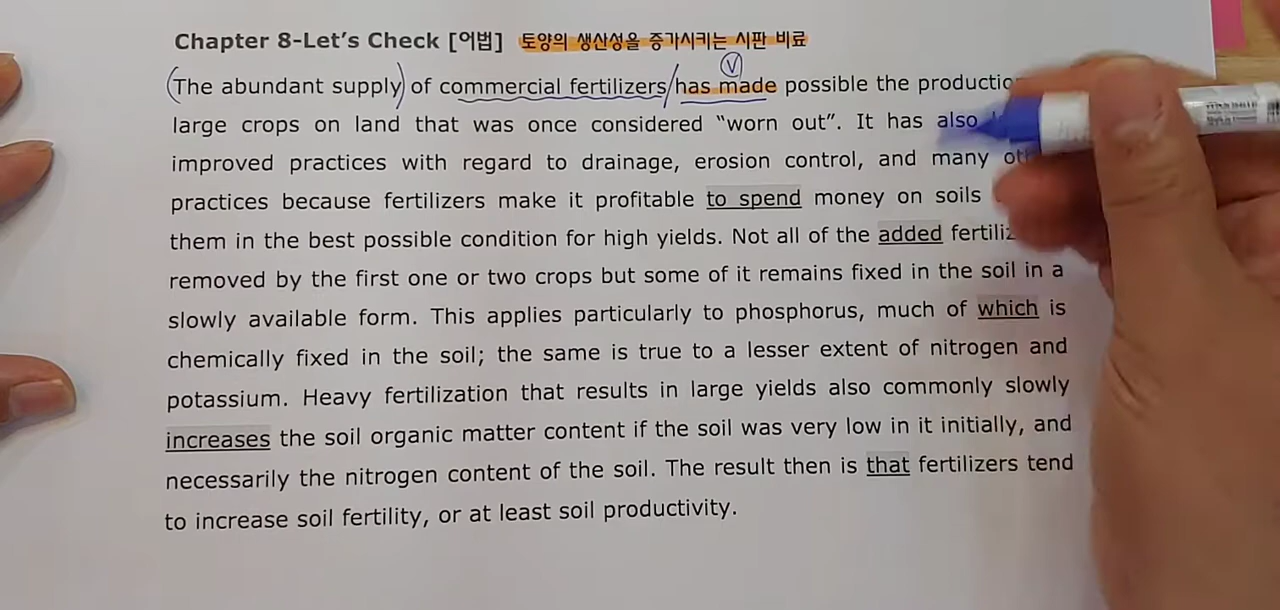 Chapter 8-Let's Check [어법] 토양의 생산성을 증가시키는 시판 비료
V
(The abundant supply) of commercial fertilizers/has made possible the production
large crops on land that was once considered “worn out”. It has also
improved practices with regard to drainage, erosion control, and many
practices because fertilizers make it profitable to spend money on soils
them in the best possible condition for high yields. Not all of the added
removed by the first one or two crops but some of it remains fixed in the soil in a
slowly available form. This applies particularly to phosphorus, much of which is
chemically fixed in the soil; the same is true to a lesser extent of nitrogen and
potassium. Heavy fertilization that results in large yields also commonly slowly
increases the soil organic matter content if the soil was very low in it initially, and
necessarily the nitrogen content of the soil. The result then is that fertilizers tend
to increase soil fertility, or at least soil productivity.